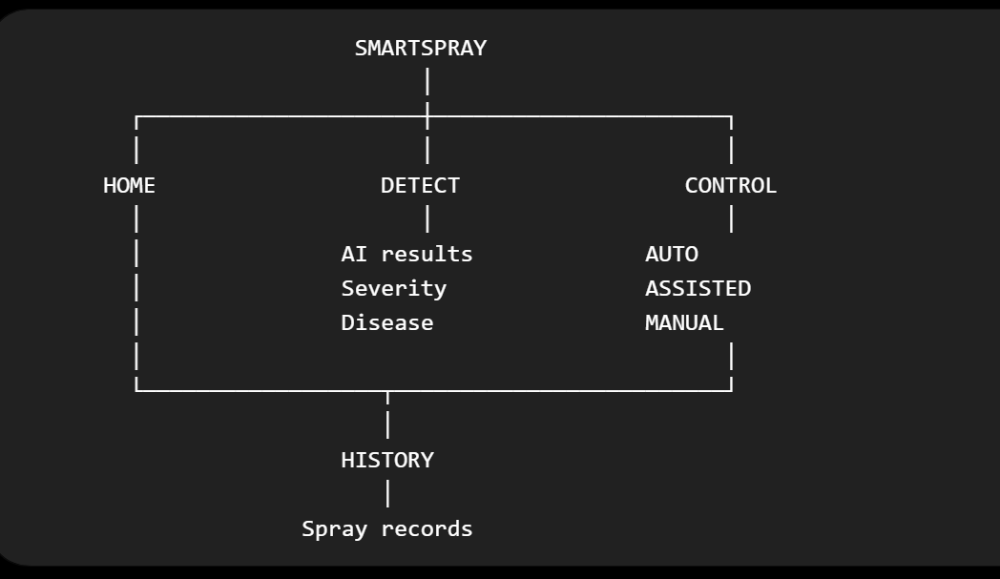 SMARTSPRAY
HOME DETECT CONTROL
AI results AUTO
Severity ASSISTED
Disease MANUAL
HISTORY
Spray records